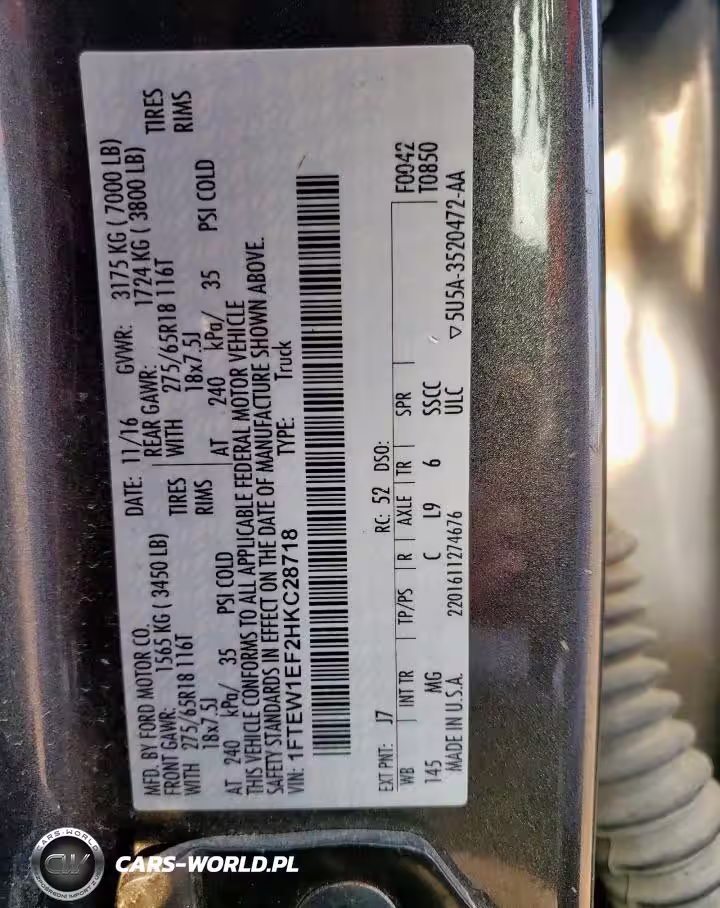 MFD. BY FORD MOTOR CO. DATE: 11/16 GVWR: 3175 KG ( 7000 LB)
FRONT GAWR: 1565 KG ( 3450 LB) REAR GAWR: 1724 KG ( 3800 LB)
WITH 275/65R18 116T TIRES WITH 275/65R18 116T TIRES
18x7.5J RIMS 18x7.5J RIMS
AT 240 kPa/ 35 PSI COLD AT 240 kPa/ 35 PSI COLD
THIS VEHICLE CONFORMS TO ALL APPLICABLE FEDERAL MOTOR VEHICLE
SAFETY STANDARDS IN EFFECT ON THE DATE OF MANUFACTURE SHOWN ABOVE.
VIN: 1FTEW1EF2HKC28718 TYPE: Truck
EXT PNT: J7 RC: 52 DSO: F0042
WB INT TR TP/PS R AXLE TR SPR T0850
145 MG C L9 6 SSCC
MADE IN U.S.A. 2201611274676 ULC ▽5U5A-3520472-AA
CARS-WORLD
CW
CARS-WORLD.PL